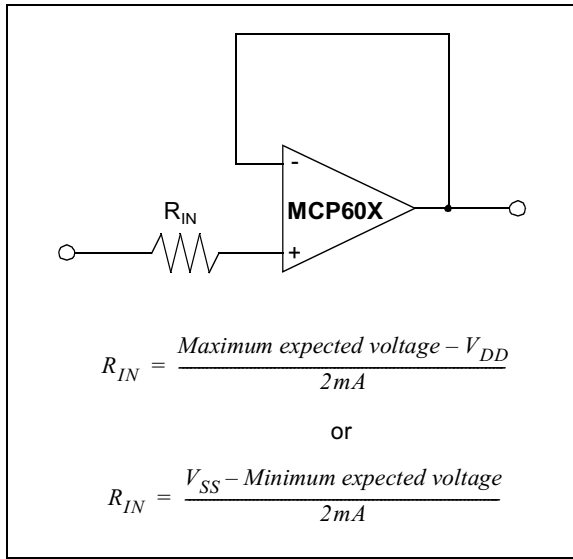 -
MCP60X
R_IN
+
R_IN = Maximum expected voltage – V_DD / 2mA
or
R_IN = V_SS – Minimum expected voltage / 2mA